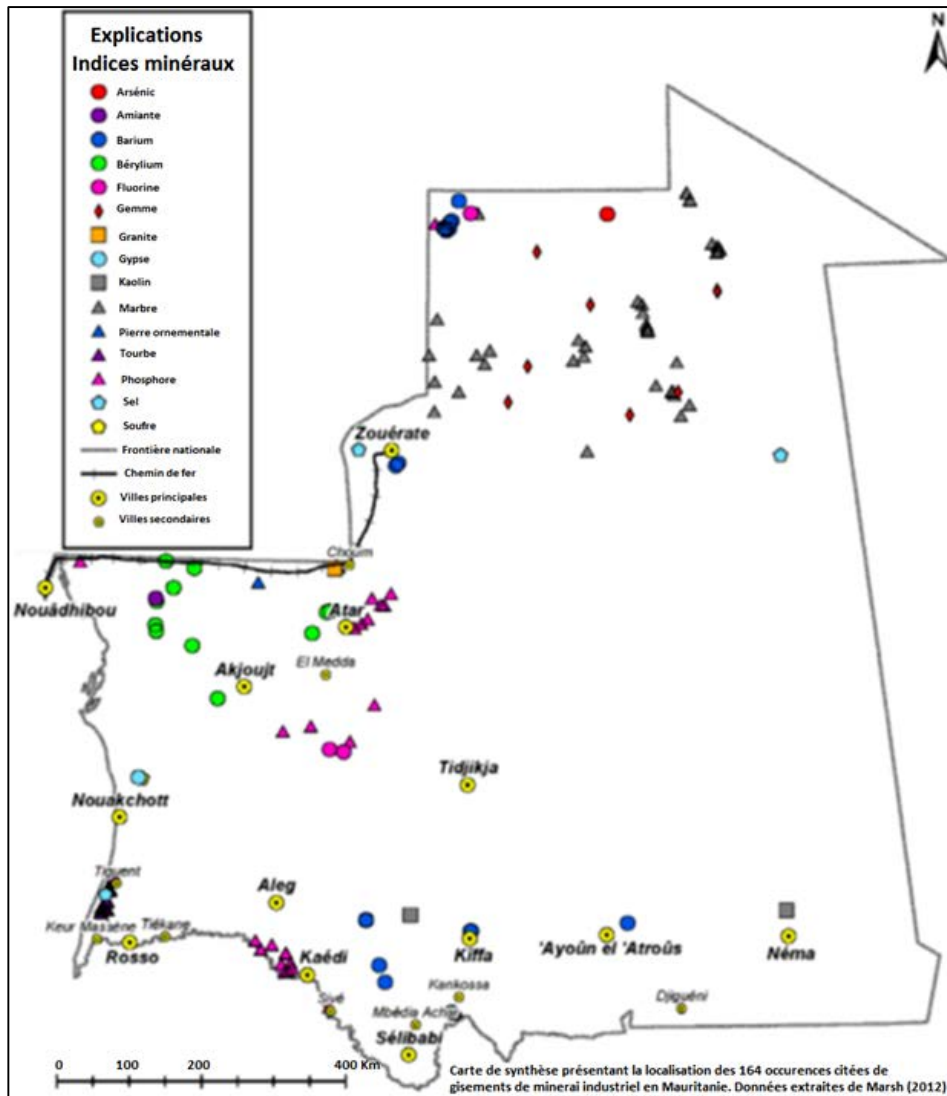 Explications
Indices minéraux
Arsénic
Amiante
Barium
Bérylium
Fluorine
Gemme
Granite
Gypse
Kaolin
Marbre
Pierre ornementale
Tourbe
Phosphore
Sel
Soufre
Frontière nationale
Chemin de fer
Villes principales
Villes secondaires
N
Zouérate
Choum
Nouâdhibou
Atar
El Medda
Akjoujt
Tidjikja
Nouakchott
Tiguent
Aleg
Keur Massène
Tiékane
Rosso
Kaédi
Kiffa
'Ayoûn el 'Atroûs
Néma
Sivé
Kankossa
Mbédia Achar
Djiguéni
Sélibabi
0 100 200 400 Km
Carte de synthèse présentant la localisation des 164 occurences citées de
gisements de minerai industriel en Mauritanie. Données extraites de Marsh (2012)